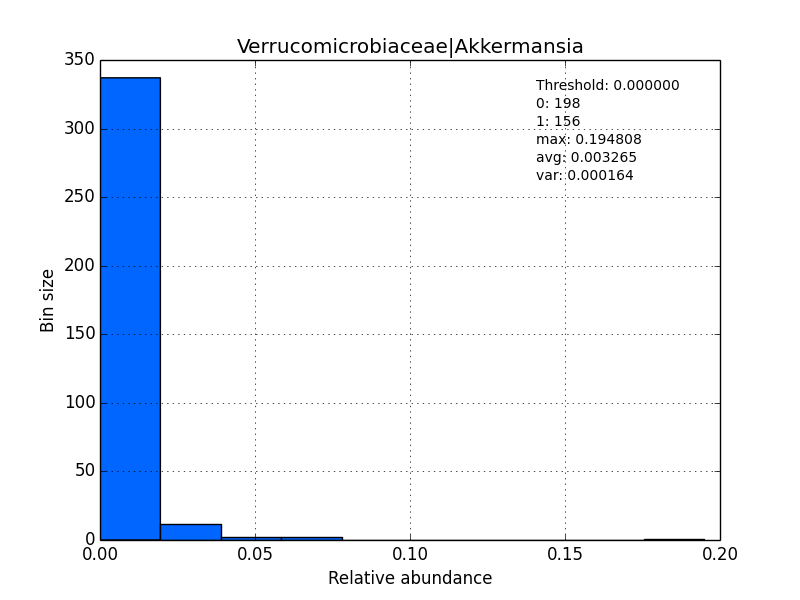 Verrucomicrobiaceae|Akkermansia
350
300
250
200
150
100
50
0
Bin size
Threshold: 0.000000
0: 198
1: 156
max: 0.194808
avg: 0.003265
var: 0.000164
0.00 0.05 0.10 0.15 0.20
Relative abundance